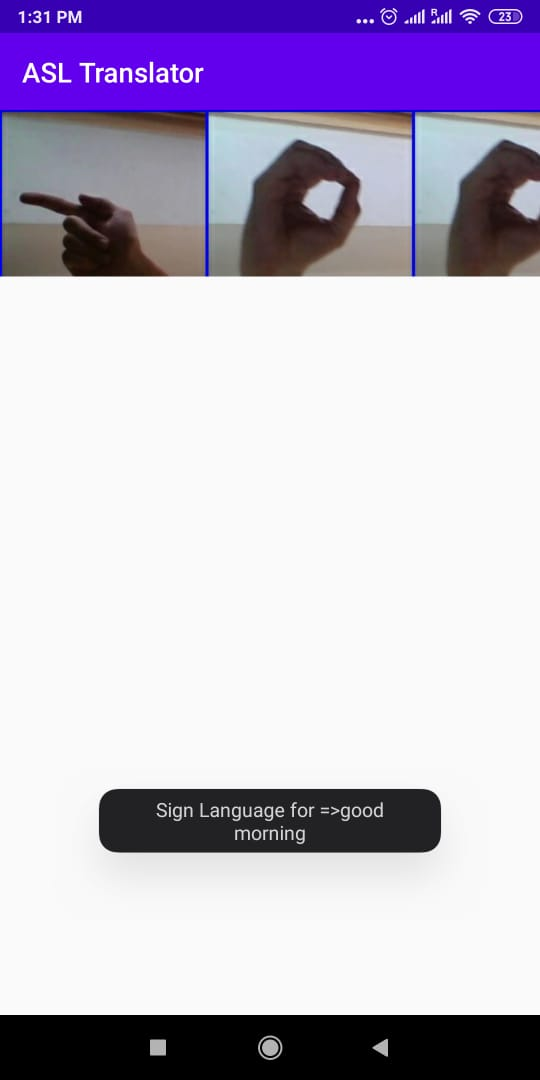 1:31 PM
R
23
ASL Translator
Sign Language for =>good
morning